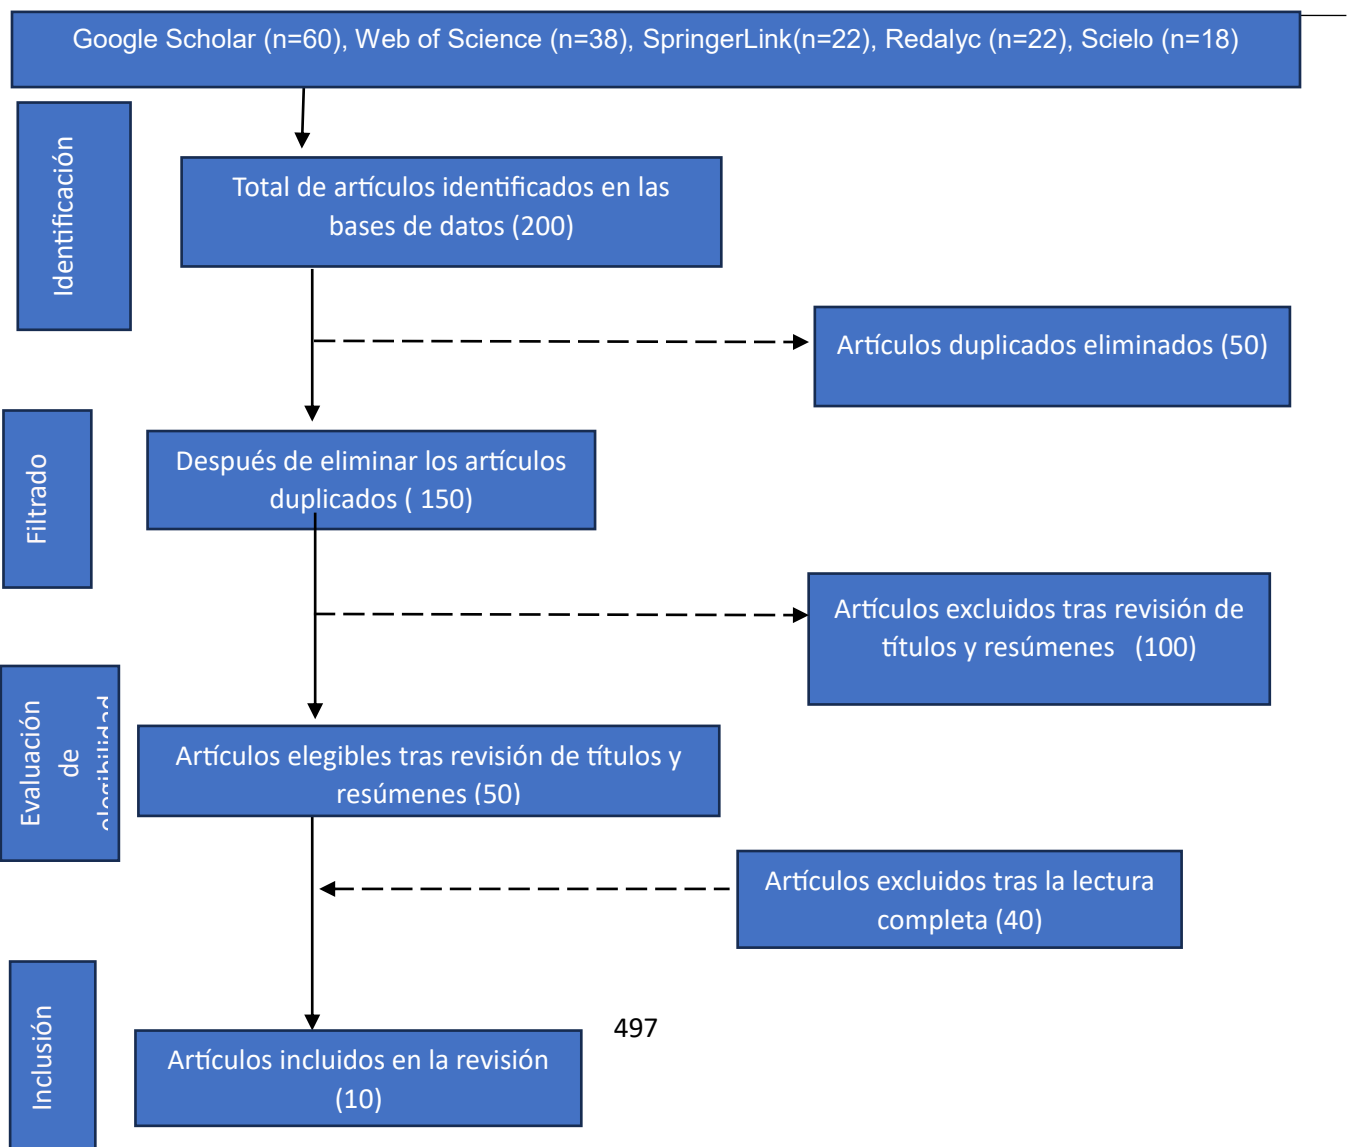 Google Scholar (n=60), Web of Science (n=38), SpringerLink(n=22), Redalyc (n=22), Scielo (n=18)
Identificación
Total de artículos identificados en las
bases de datos (200)
Artículos duplicados eliminados (50)
Filtrado
Después de eliminar los artículos
duplicados ( 150)
Artículos excluidos tras revisión de
títulos y resúmenes (100)
Evaluación
de
elegibilidad
Artículos elegibles tras revisión de títulos y
resúmenes (50)
Artículos excluidos tras la lectura
completa (40)
Inclusión
497
Artículos incluidos en la revisión
(10)